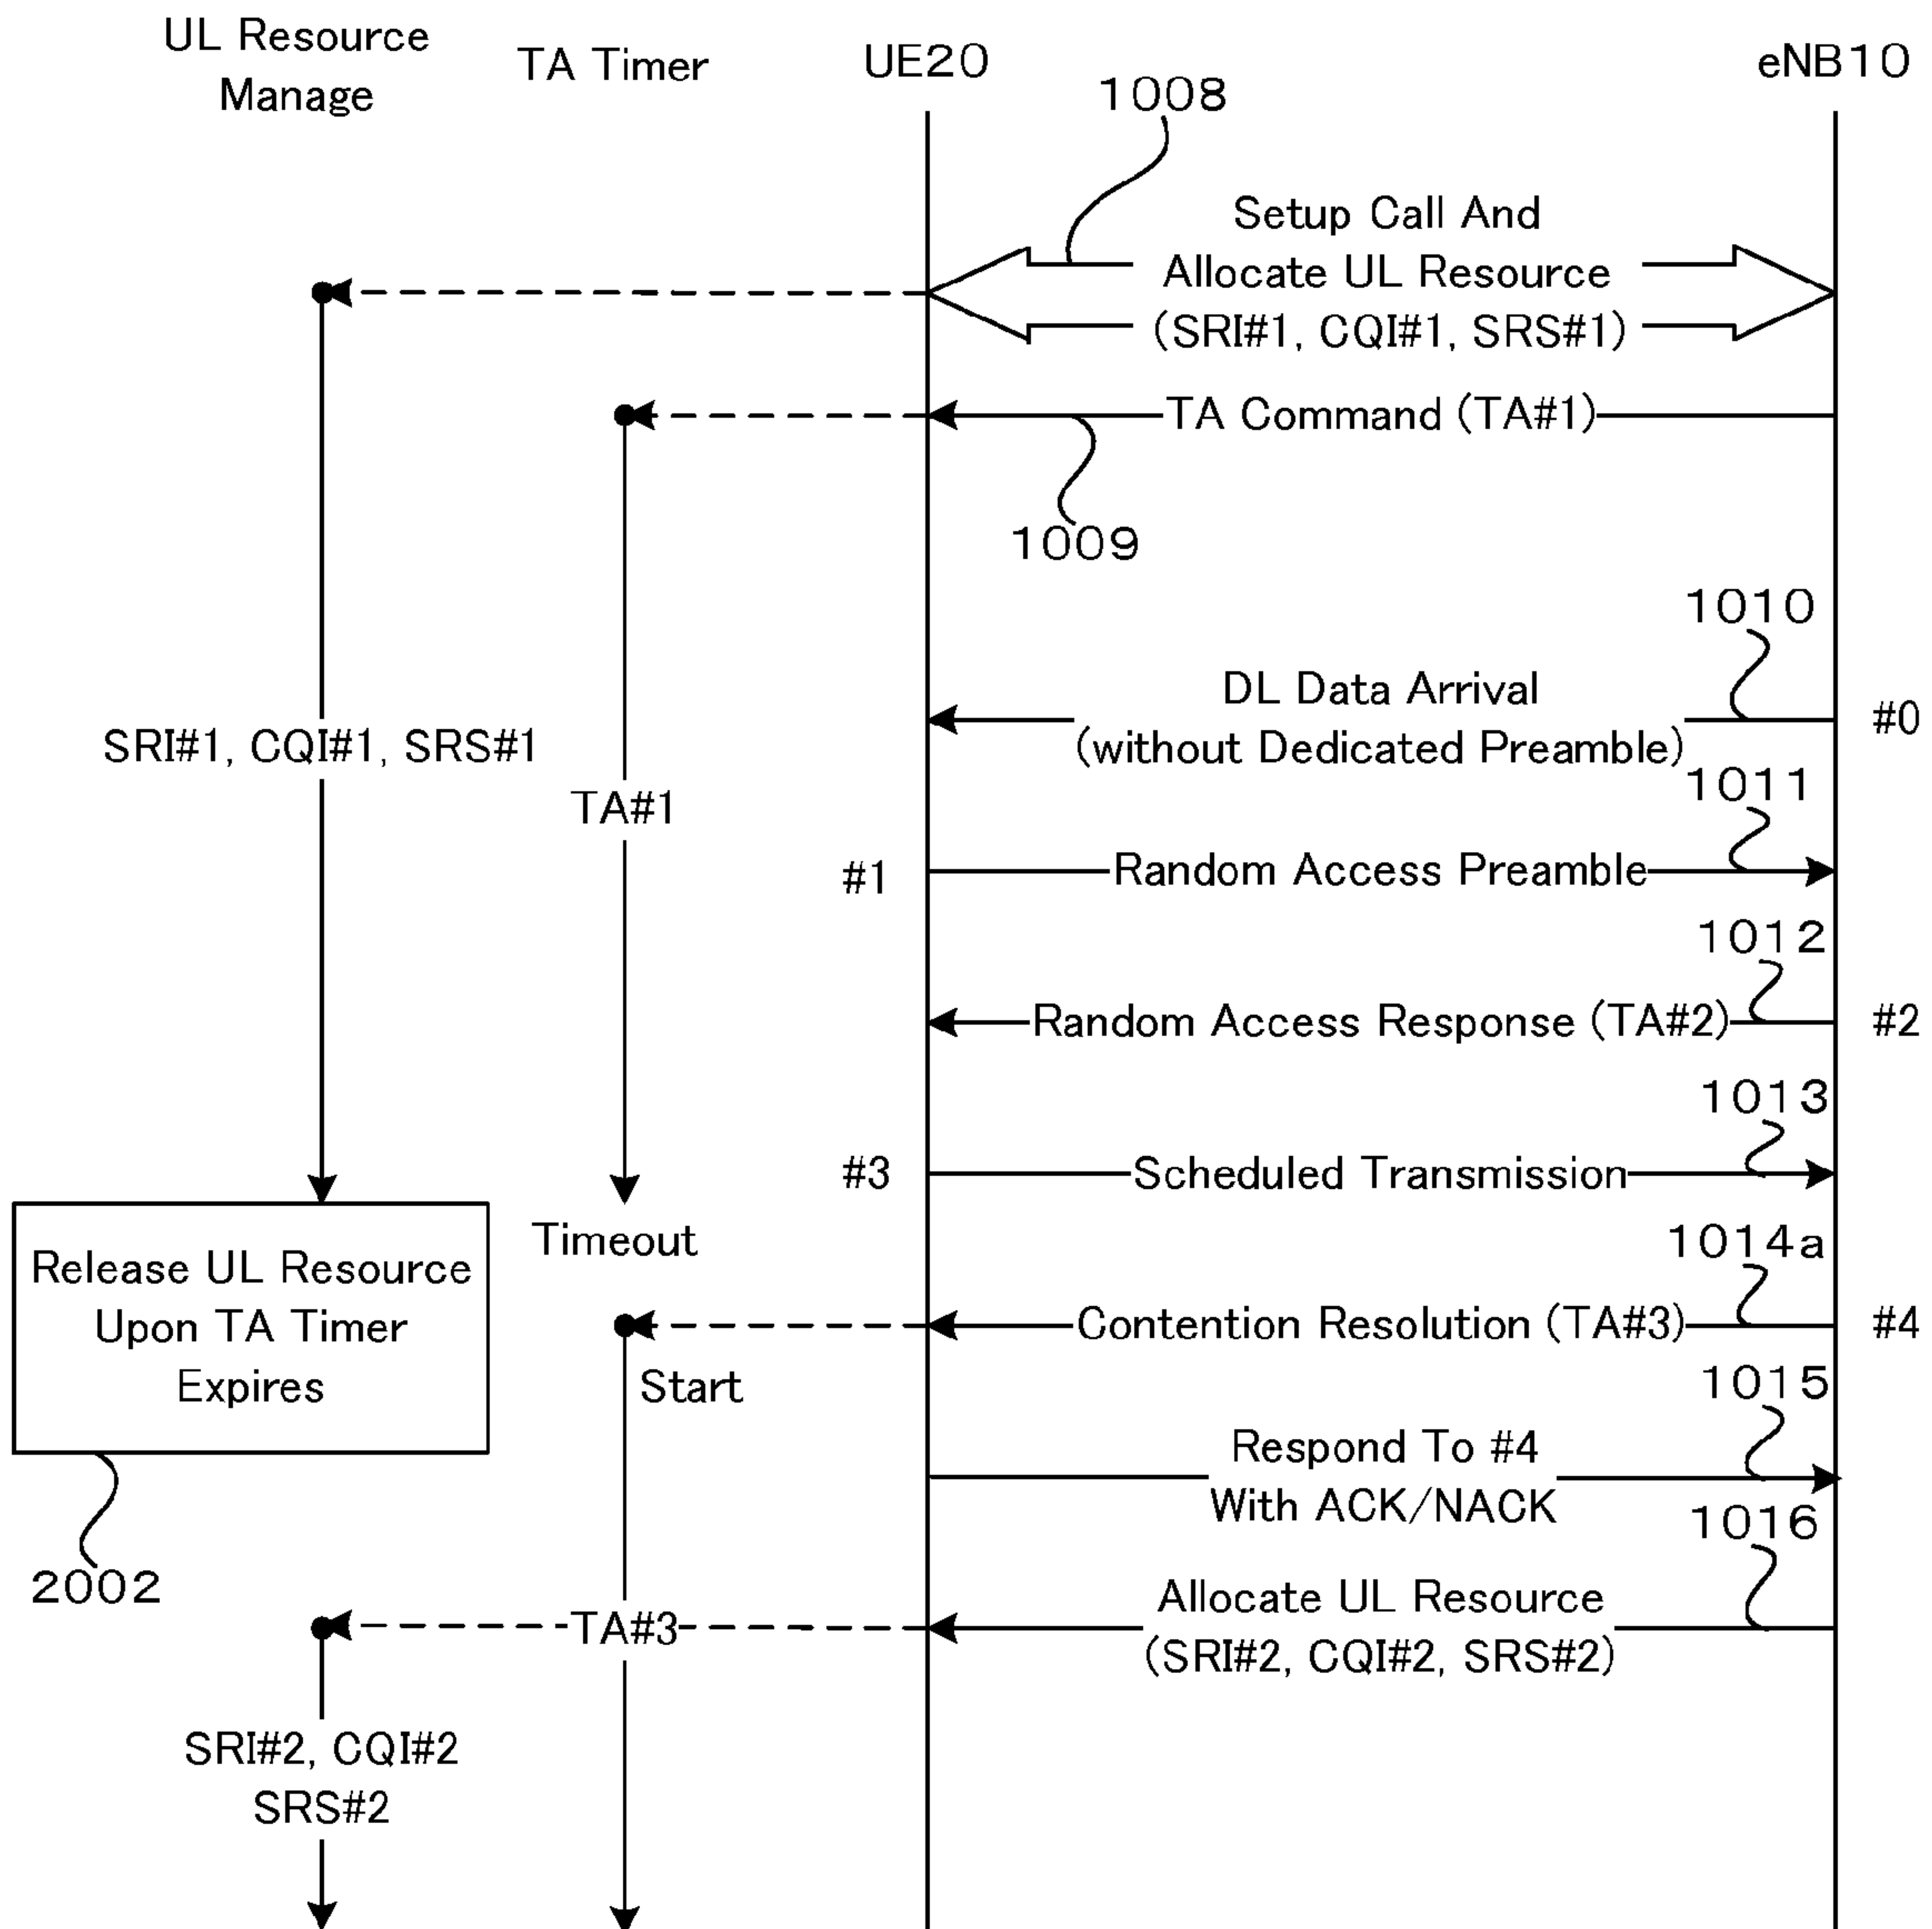 UL Resource
Manage
TA Timer
UE20
eNB10
1008
Setup Call And
Allocate UL Resource
(SRI#1, CQI#1, SRS#1)
TA Command (TA#1)
1009
1010
DL Data Arrival
(without Dedicated Preamble)
#0
SRI#1, CQI#1, SRS#1
TA#1
1011
#1
Random Access Preamble
1012
Random Access Response (TA#2)
#2
1013
#3
Scheduled Transmission
Timeout
1014a
Release UL Resource
Upon TA Timer
Expires
Contention Resolution (TA#3)
#4
Start
1015
Respond To #4
With ACK/NACK
2002
1016
TA#3
Allocate UL Resource
(SRI#2, CQI#2, SRS#2)
SRI#2, CQI#2
SRS#2